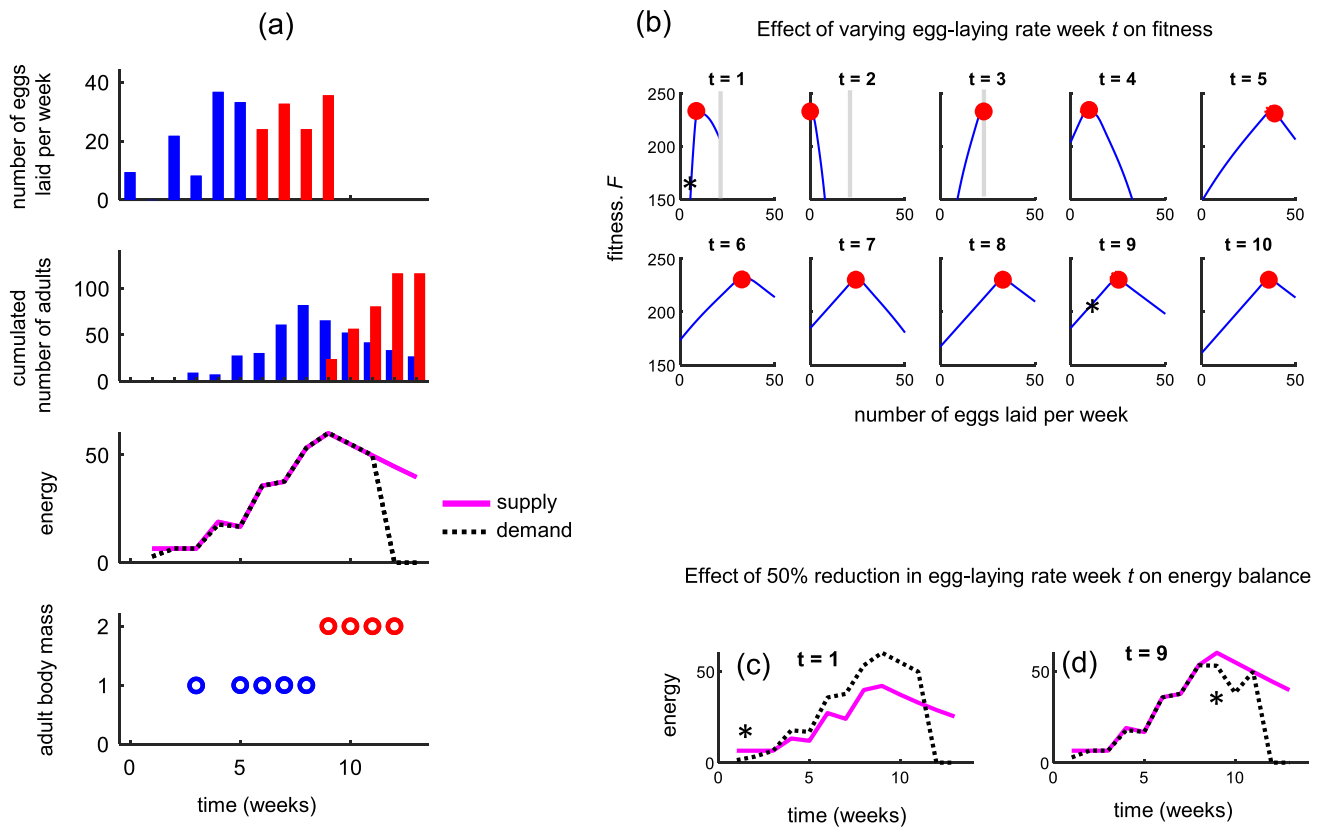 (a)
number of eggs
laid per week
40
20
0
cumulated
number of adults
100
50
0
energy
50
0
supply
demand
adult body mass
2
1
0
0 5 10
time (weeks)
(b)
Effect of varying egg-laying rate week t on fitness
fitness. F
t = 1 t = 2 t = 3 t = 4 t = 5
250
200
150
*
0 50 0 50 0 50 0 50 0 50
t = 6 t = 7 t = 8 t = 9 t = 10
250
200
150
*
0 50 0 50 0 50 0 50 0 50
number of eggs laid per week
Effect of 50% reduction in egg-laying rate week t on energy balance
(c) t = 1
energy
50
0
*
0 5 10
time (weeks)
(d) t = 9
50
0
*
0 5 10
time (weeks)